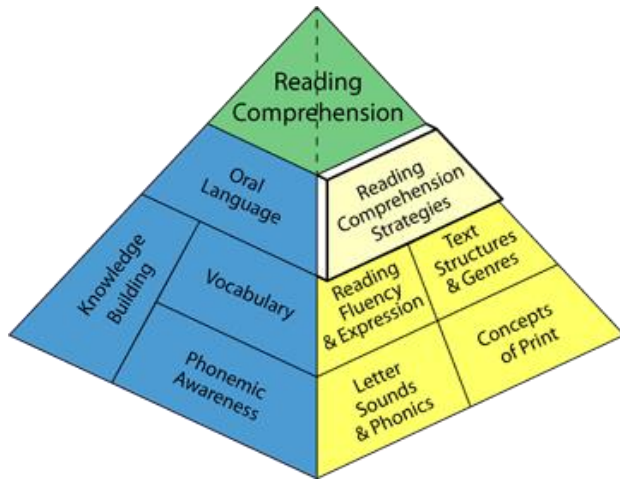 Reading
Comprehension
Oral
Language
Reading
Comprehension
Strategies
Knowledge
Building
Vocabulary
Reading
Fluency
& Expression
Text
Structures
& Genres
Phonemic
Awareness
Letter
Sounds
& Phonics
Concepts
of Print